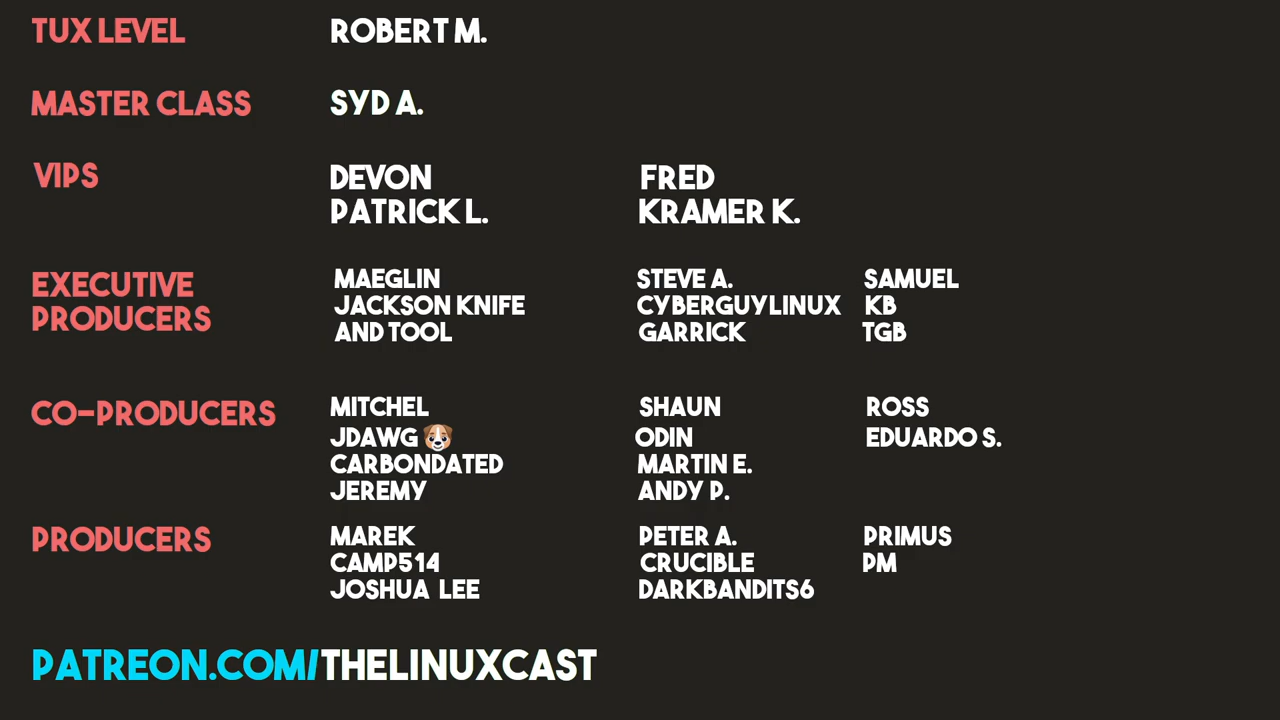 TUX LEVEL ROBERT M.
MASTER CLASS SYD A.
VIPS DEVON FRED
PATRICK L. KRAMER K.
EXECUTIVE PRODUCERS
MAEGLIN STEVE A. SAMUEL
JACKSON KNIFE CYBERGUYLINUX KB
AND TOOL GARRICK TGB
CO-PRODUCERS MITCHEL SHAUN ROSS
JDAWG 🐶 ODIN EDUARDO S.
CARBONDATED MARTIN E.
JEREMY ANDY P.
PRODUCERS MAREK PETER A. PRIMUS
CAMP514 CRUCIBLE PM
JOSHUA LEE DARKBANDITS6
PATREON.COM/THELINUXCAST